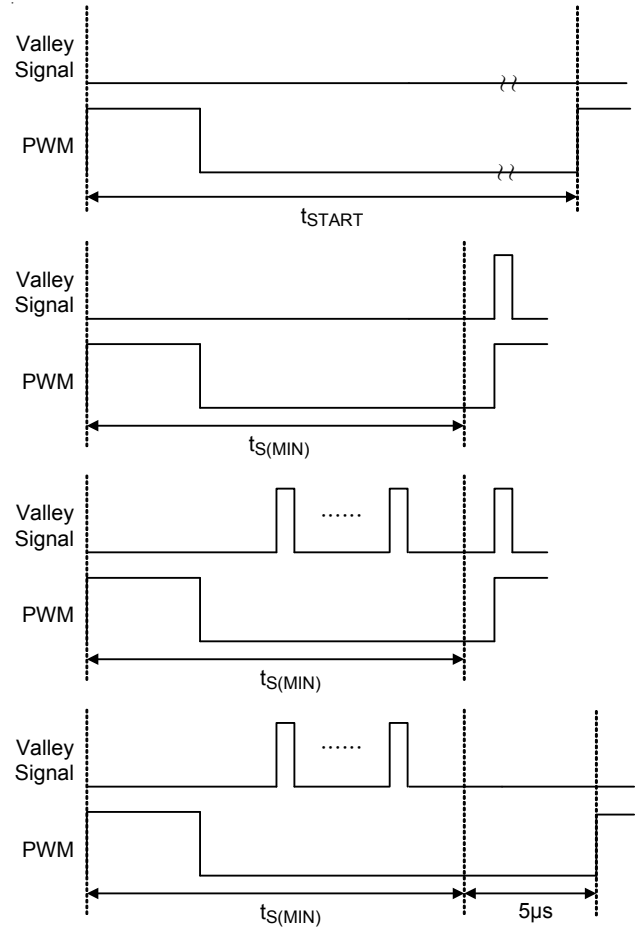 Valley
Signal
PWM
tSTART
Valley
Signal
PWM
tS(MIN)
Valley
Signal
......
PWM
tS(MIN)
Valley
Signal
......
PWM
tS(MIN)
5µs